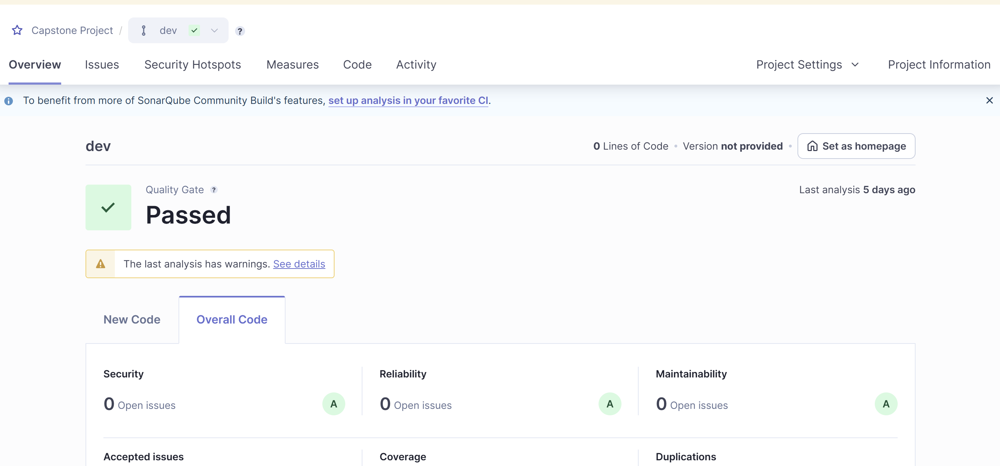 Capstone Project / dev ?
Overview Issues Security Hotspots Measures Code Activity Project Settings Project Information
To benefit from more of SonarQube Community Build's features, set up analysis in your favorite CI.
dev 0 Lines of Code • Version not provided • Set as homepage
Quality Gate ? Last analysis 5 days ago
Passed
The last analysis has warnings. See details
New Code Overall Code
Security Reliability Maintainability
0 Open issues A 0 Open issues A 0 Open issues A
Accepted issues Coverage Duplications